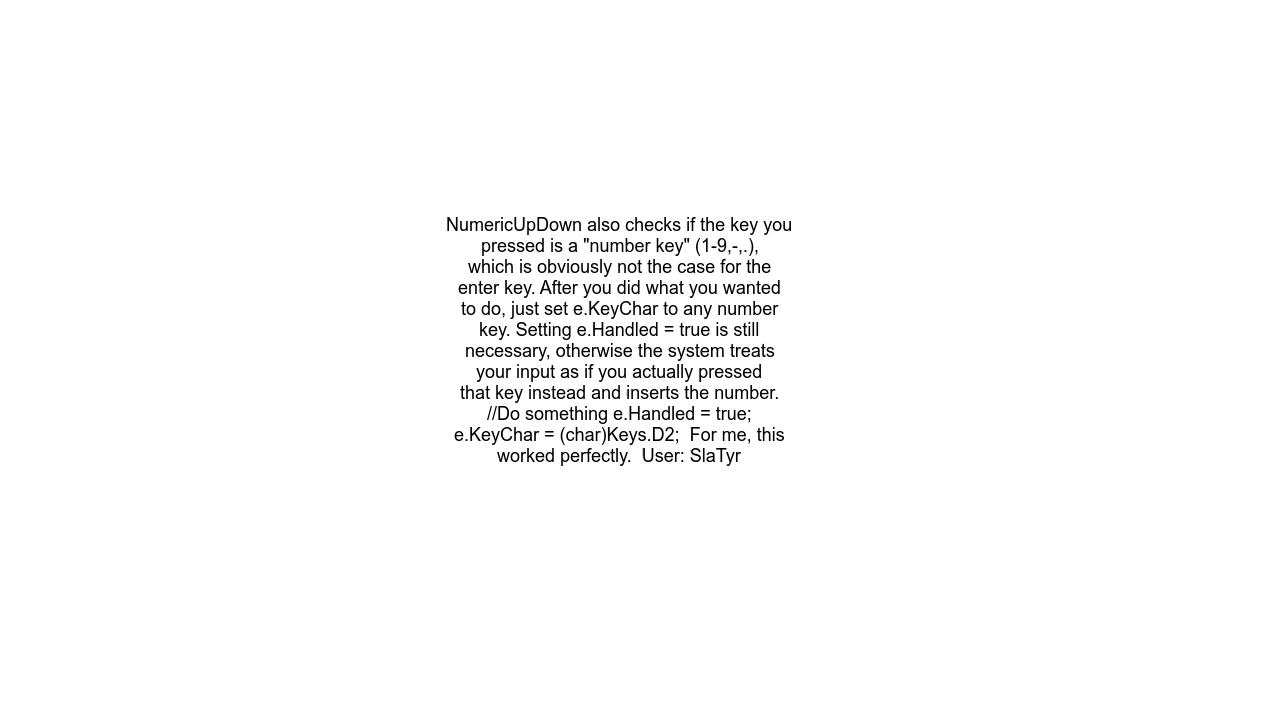 NumericUpDown also checks if the key you
pressed is a "number key" (1-9,-,.),
which is obviously not the case for the
enter key. After you did what you wanted
to do, just set e.KeyChar to any number
key. Setting e.Handled = true is still
necessary, otherwise the system treats
your input as if you actually pressed
that key instead and inserts the number.
//Do something e.Handled = true;
e.KeyChar = (char)Keys.D2;  For me, this
worked perfectly.  User: SlaTyr